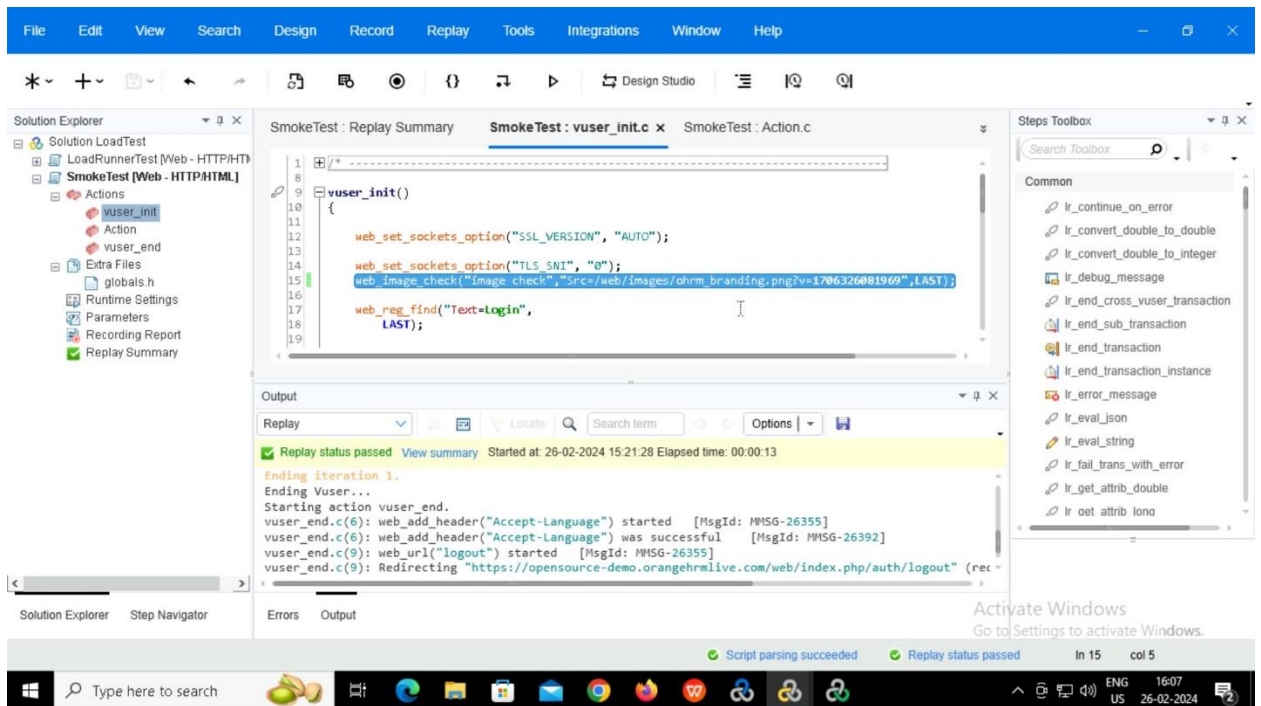 File Edit View Search Design Record Replay Tools Integrations Window Help
Design Studio
Solution Explorer
Solution LoadTest
LoadRunnerTest [Web - HTTP/HTM
SmokeTest [Web - HTTP/HTML]
Actions
vuser_init
Action
vuser_end
Extra Files
globals.h
Runtime Settings
Parameters
Recording Report
Replay Summary
Solution Explorer Step Navigator
SmokeTest : Replay Summary SmokeTest : vuser_init.c x SmokeTest : Action.c
1 /* -------------------------------------------------------------------------------
8
9 vuser_init()
10 {
11
12 web_set_sockets_option("SSL_VERSION", "AUTO");
13
14 web_set_sockets_option("TLS_SNI", "0");
15 web_image_check("image check","Src=/web/images/ohrm_branding.png?v=1706326081969",LAST);
16
17 web_reg_find("Text=Login",
18 LAST);
19
Output
Replay Locate Search term Options
Replay status passed View summary Started at: 26-02-2024 15:21:28 Elapsed time: 00:00:13
Ending iteration 1.
Ending Vuser...
Starting action vuser_end.
vuser_end.c(6): web_add_header("Accept-Language") started [MsgId: MMSG-26355]
vuser_end.c(6): web_add_header("Accept-Language") was successful [MsgId: MMSG-26392]
vuser_end.c(9): web_url("logout") started [MsgId: MMSG-26355]
vuser_end.c(9): Redirecting "https://opensource-demo.orangehrmlive.com/web/index.php/auth/logout" (rec
Errors Output
Steps Toolbox
Search Toolbox
Common
lr_continue_on_error
lr_convert_double_to_double
lr_convert_double_to_integer
lr_debug_message
lr_end_cross_vuser_transaction
lr_end_sub_transaction
lr_end_transaction
lr_end_transaction_instance
lr_error_message
lr_eval_json
lr_eval_string
lr_fail_trans_with_error
lr_get_attrib_double
lr_get_attrib_long
Activate Windows
Go to Settings to activate Windows.
Script parsing succeeded Replay status passed ln 15 col 5
Type here to search
ENG
US
16:07
26-02-2024
2